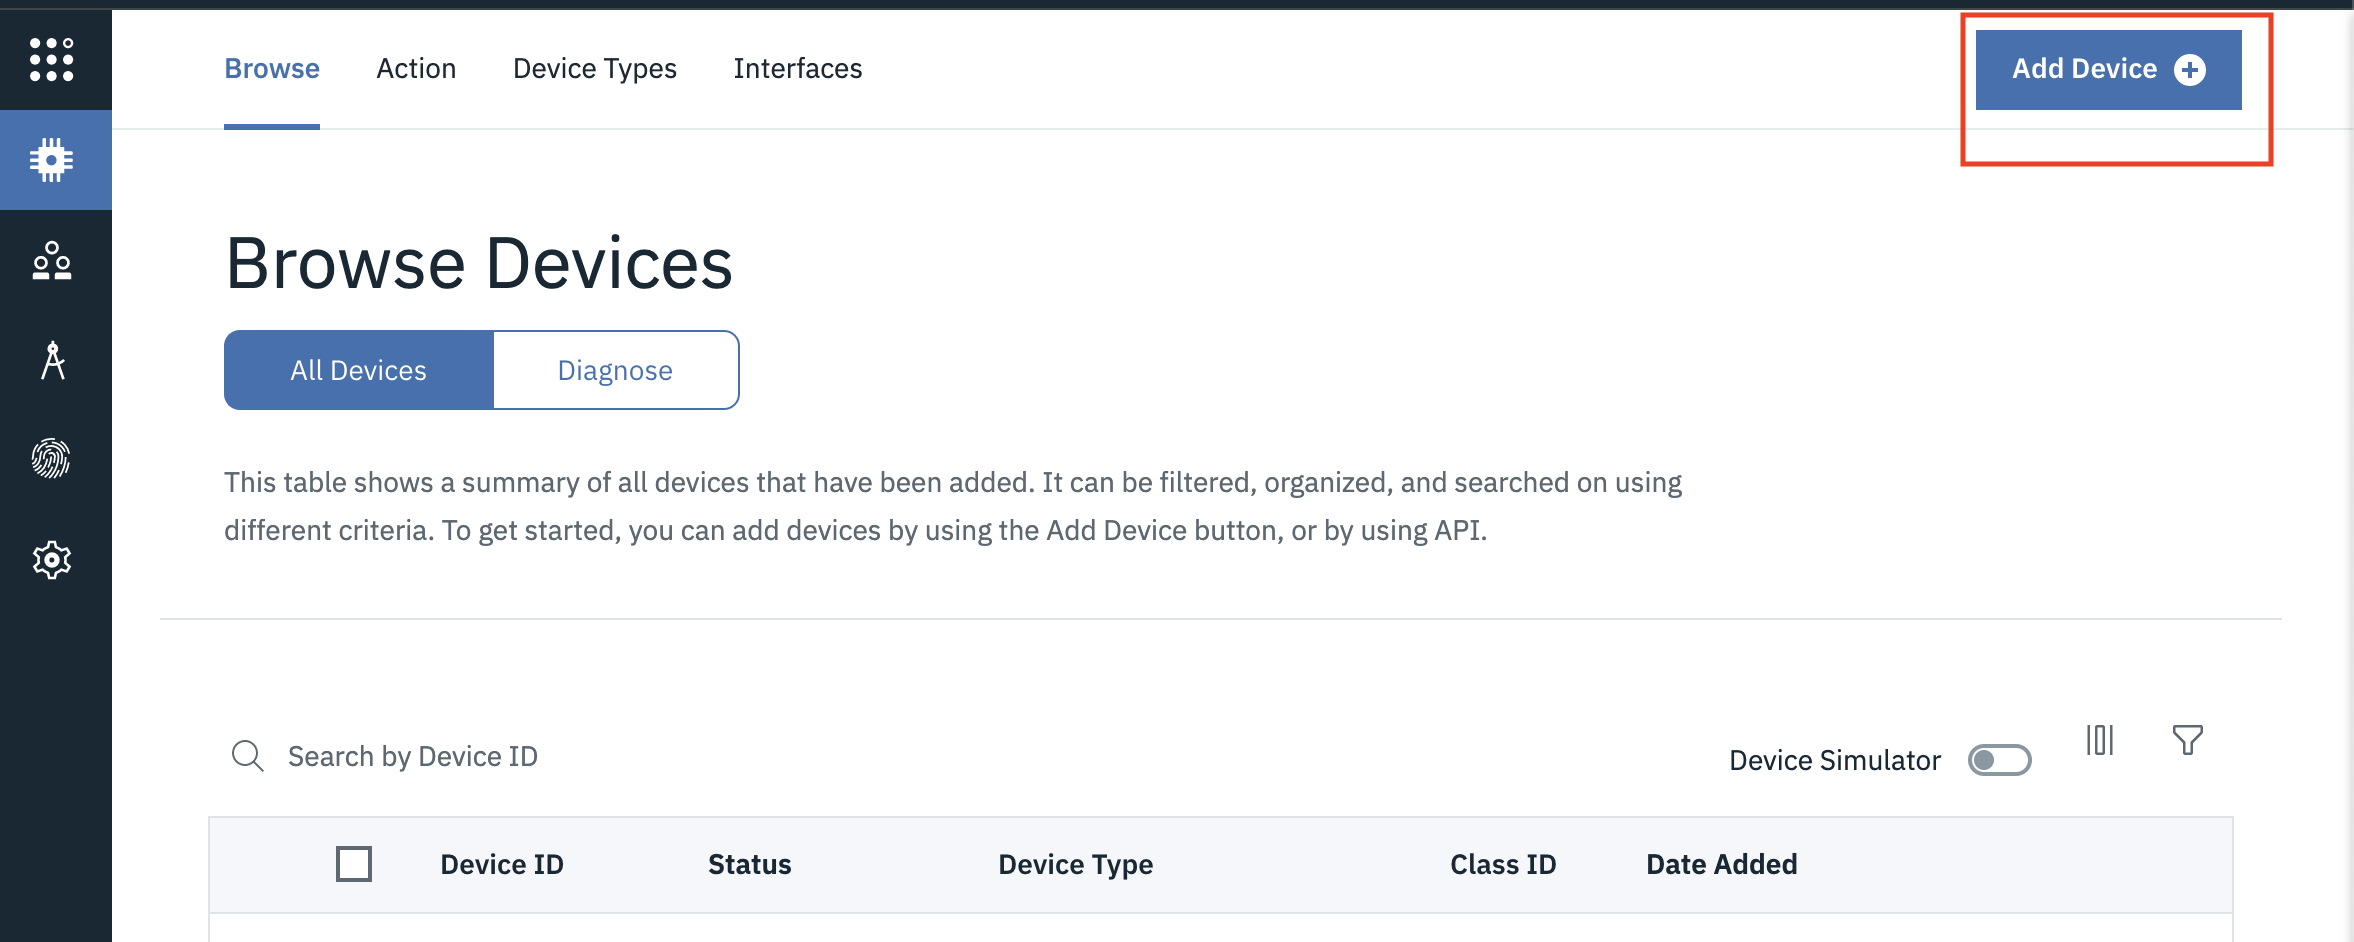 Browse Action Device Types Interfaces Add Device
Browse Devices
All Devices Diagnose
This table shows a summary of all devices that have been added. It can be filtered, organized, and searched on using
different criteria. To get started, you can add devices by using the Add Device button, or by using API.
Search by Device ID Device Simulator
Device ID Status Device Type Class ID Date Added